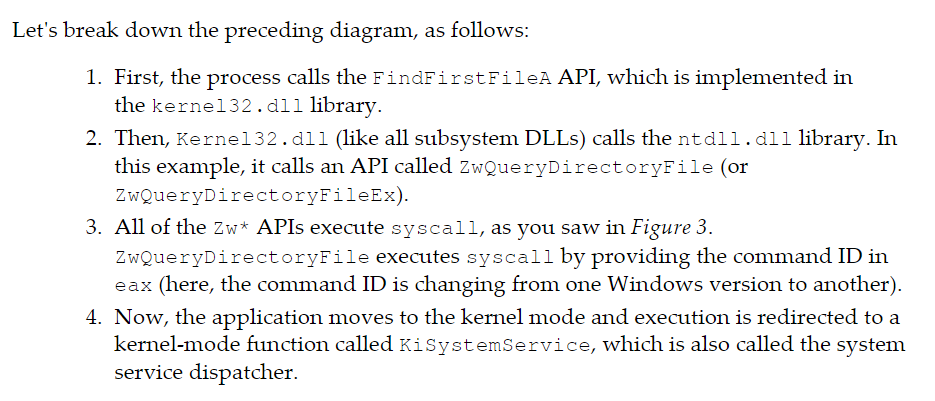 Let's break down the preceding diagram, as follows:
1. First, the process calls the FindFirstFileA API, which is implemented in
the kernel32.dll library.
2. Then, Kernel32.dll (like all subsystem DLLs) calls the ntdll.dll library. In
this example, it calls an API called ZwQueryDirectoryFile (or
ZwQueryDirectoryFileEx).
3. All of the Zw* APIs execute syscall, as you saw in Figure 3.
ZwQueryDirectoryFile executes syscall by providing the command ID in
eax (here, the command ID is changing from one Windows version to another).
4. Now, the application moves to the kernel mode and execution is redirected to a
kernel-mode function called KiSystemService, which is also called the system
service dispatcher.